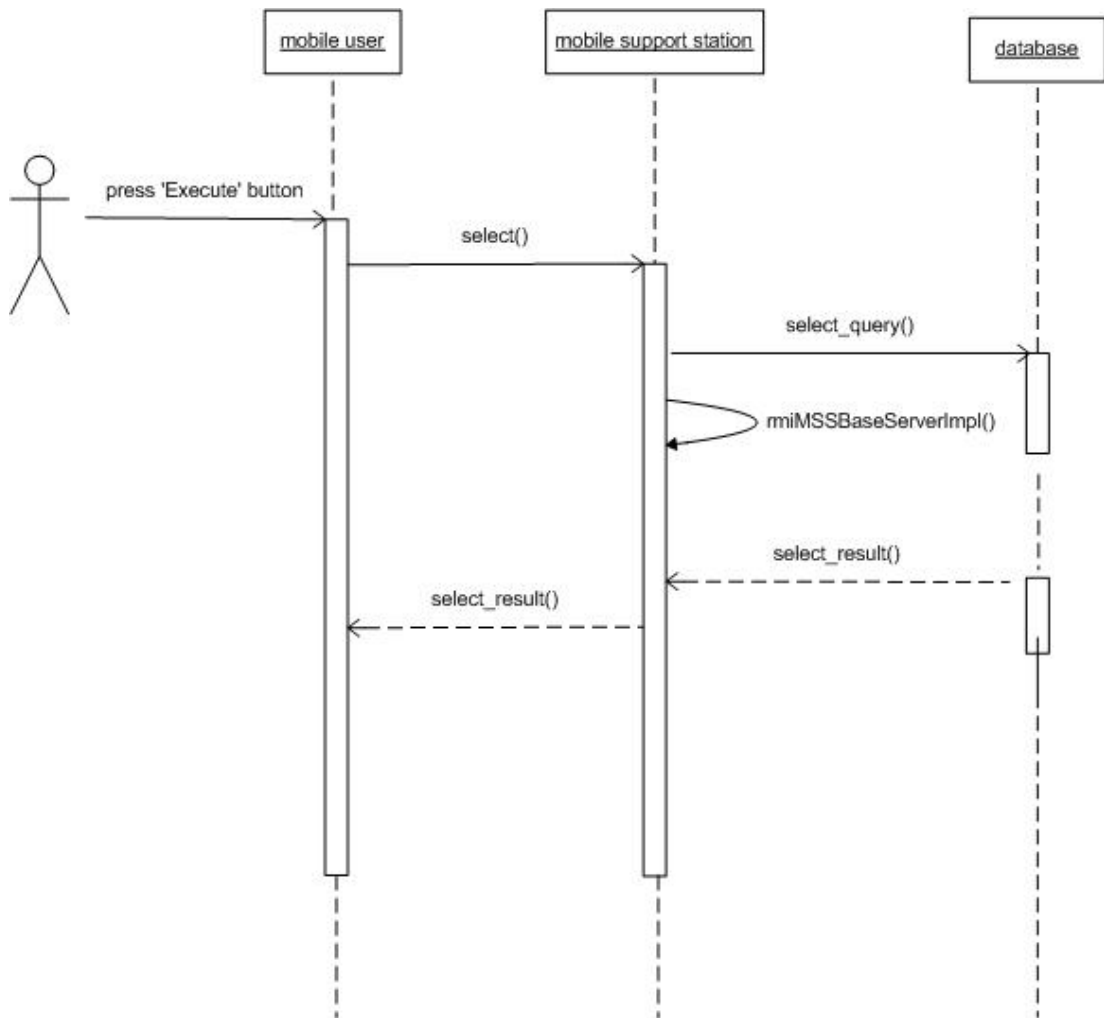 mobile user
mobile support station
database
press 'Execute' button
select()
select_query()
rmiMSSBaseServerImpl()
select_result()
select_result()